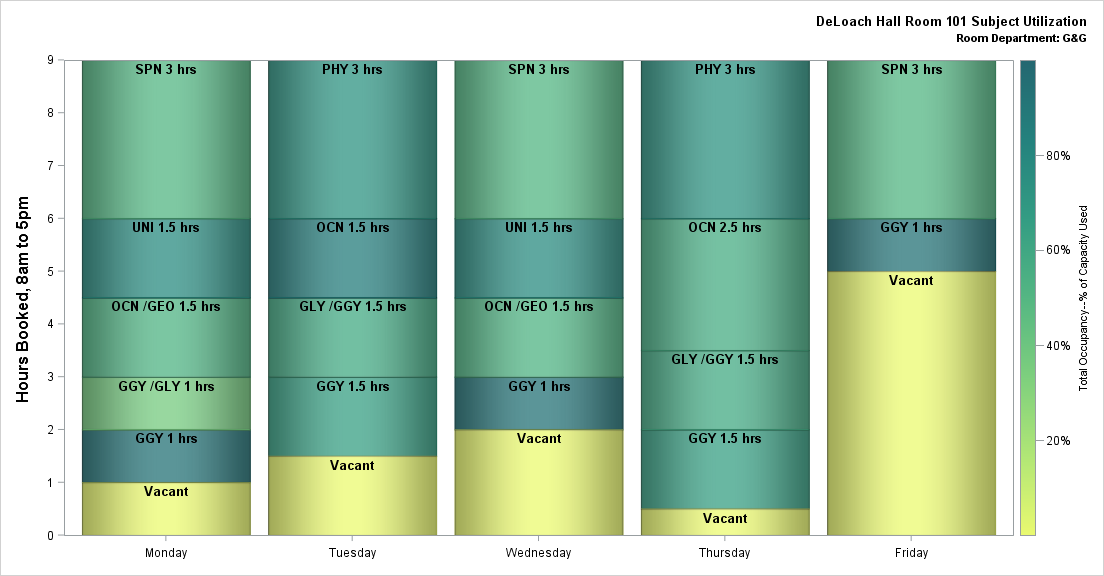 DeLoach Hall Room 101 Subject Utilization
Room Department: G&G
Hours Booked, 8am to 5pm
9
8
7
6
5
4
3
2
1
0
SPN 3 hrs
UNI 1.5 hrs
OCN /GEO 1.5 hrs
GGY /GLY 1 hrs
GGY 1 hrs
Vacant
PHY 3 hrs
OCN 1.5 hrs
GLY /GGY 1.5 hrs
GGY 1.5 hrs
Vacant
SPN 3 hrs
UNI 1.5 hrs
OCN /GEO 1.5 hrs
GGY 1 hrs
Vacant
PHY 3 hrs
OCN 2.5 hrs
GLY /GGY 1.5 hrs
GGY 1.5 hrs
Vacant
SPN 3 hrs
GGY 1 hrs
Vacant
Monday
Tuesday
Wednesday
Thursday
Friday
80%
60%
40%
20%
Total Occupancy--% of Capacity Used